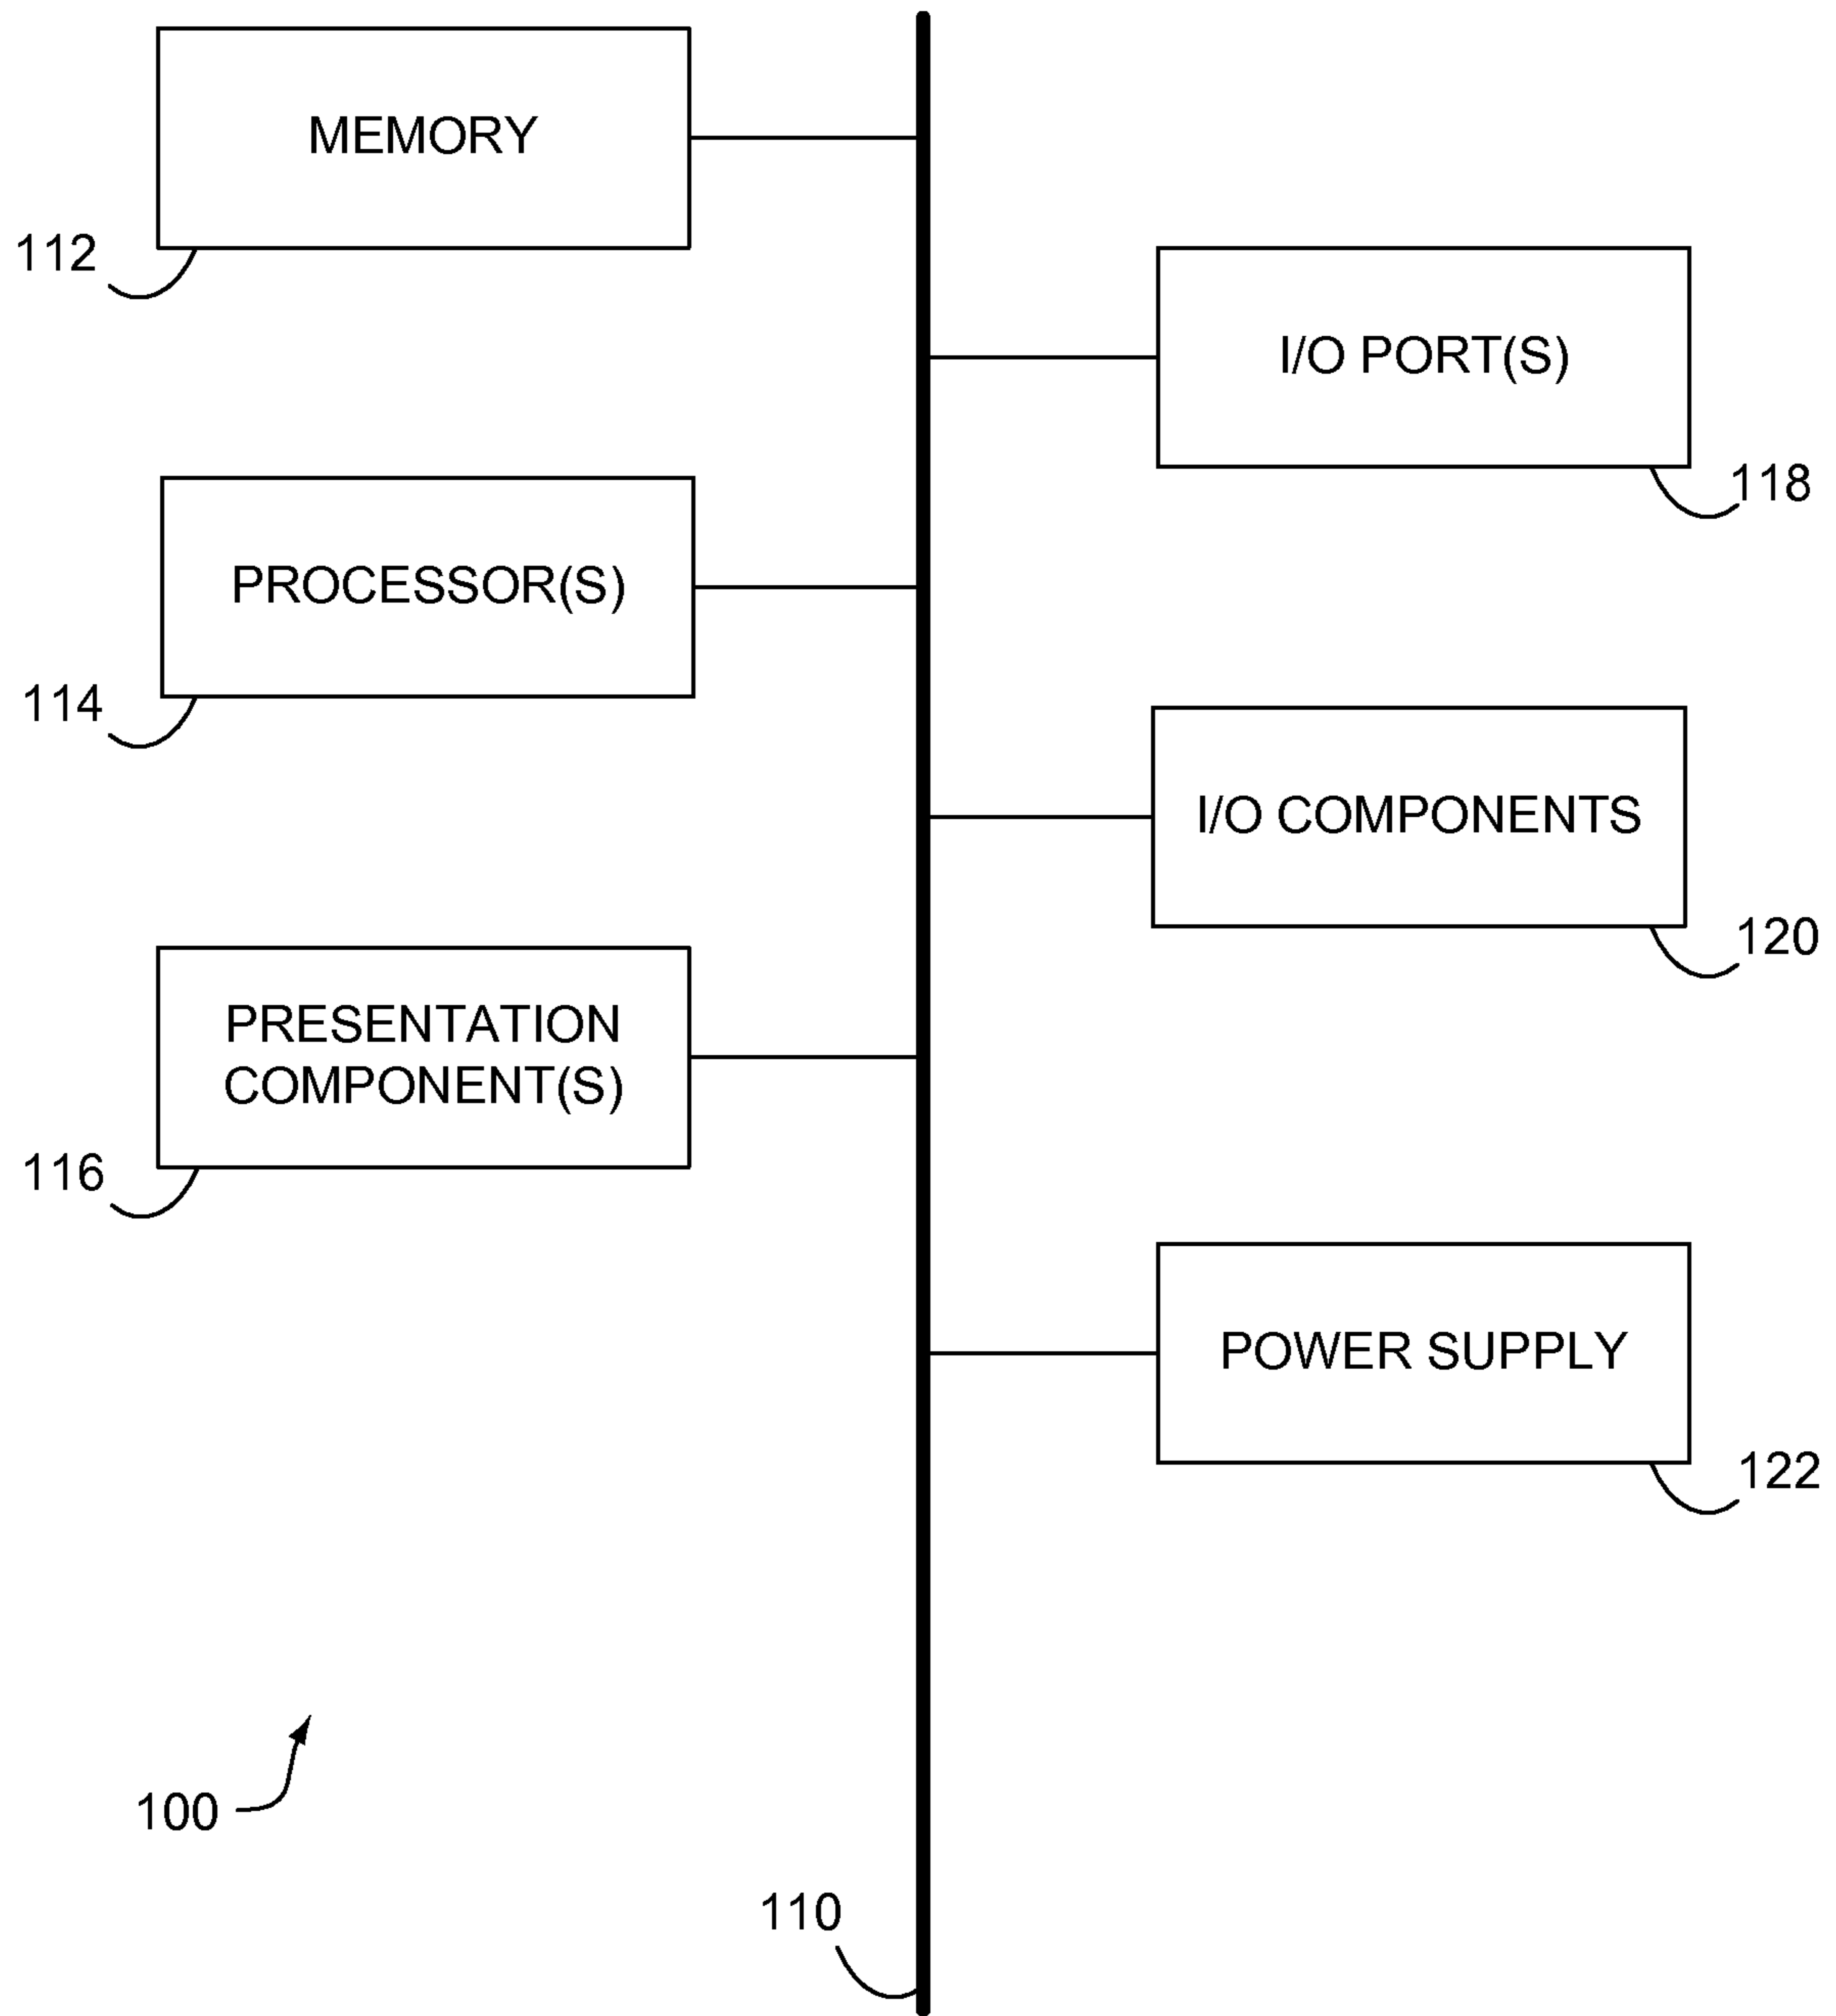 MEMORY
112
I/O PORT(S)
118
PROCESSOR(S)
114
I/O COMPONENTS
120
PRESENTATION
COMPONENT(S)
116
POWER SUPPLY
122
100
110